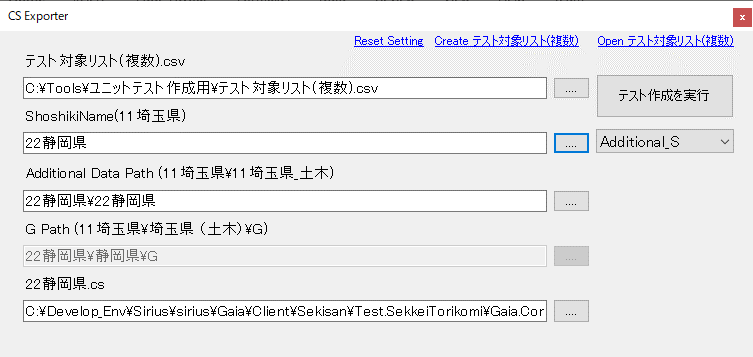 CS Exporter
Reset Setting Create テスト対象リスト(複数) Open テスト対象リスト(複数)
テスト対象リスト(複数).csv
C:¥Tools¥ユニットテスト作成用¥テスト対象リスト(複数).csv
....
テスト作成を実行
ShoshikiName(11埼玉県)
22静岡県
....
Additional_S
Additional Data Path (11埼玉県¥11埼玉県_土木)
22静岡県¥22静岡県
....
G Path (11埼玉県¥埼玉県（土木)¥G)
22静岡県¥静岡県¥G
....
22静岡県.cs
C:¥Develop_Env¥Sirius¥sirius¥Gaia¥Client¥Sekisan¥Test.SekkeiTorikomi¥Gaia.Cor
....